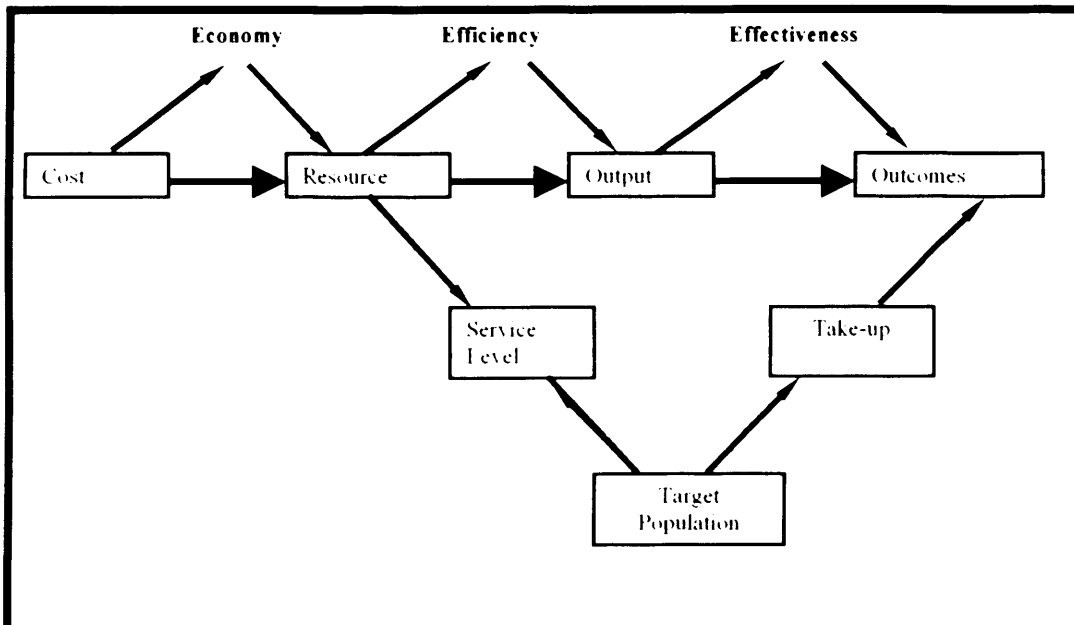 Economy
Efficiency
Effectiveness
Cost
Resource
Output
Outcomes
Service
Level
Take-up
Target
Population